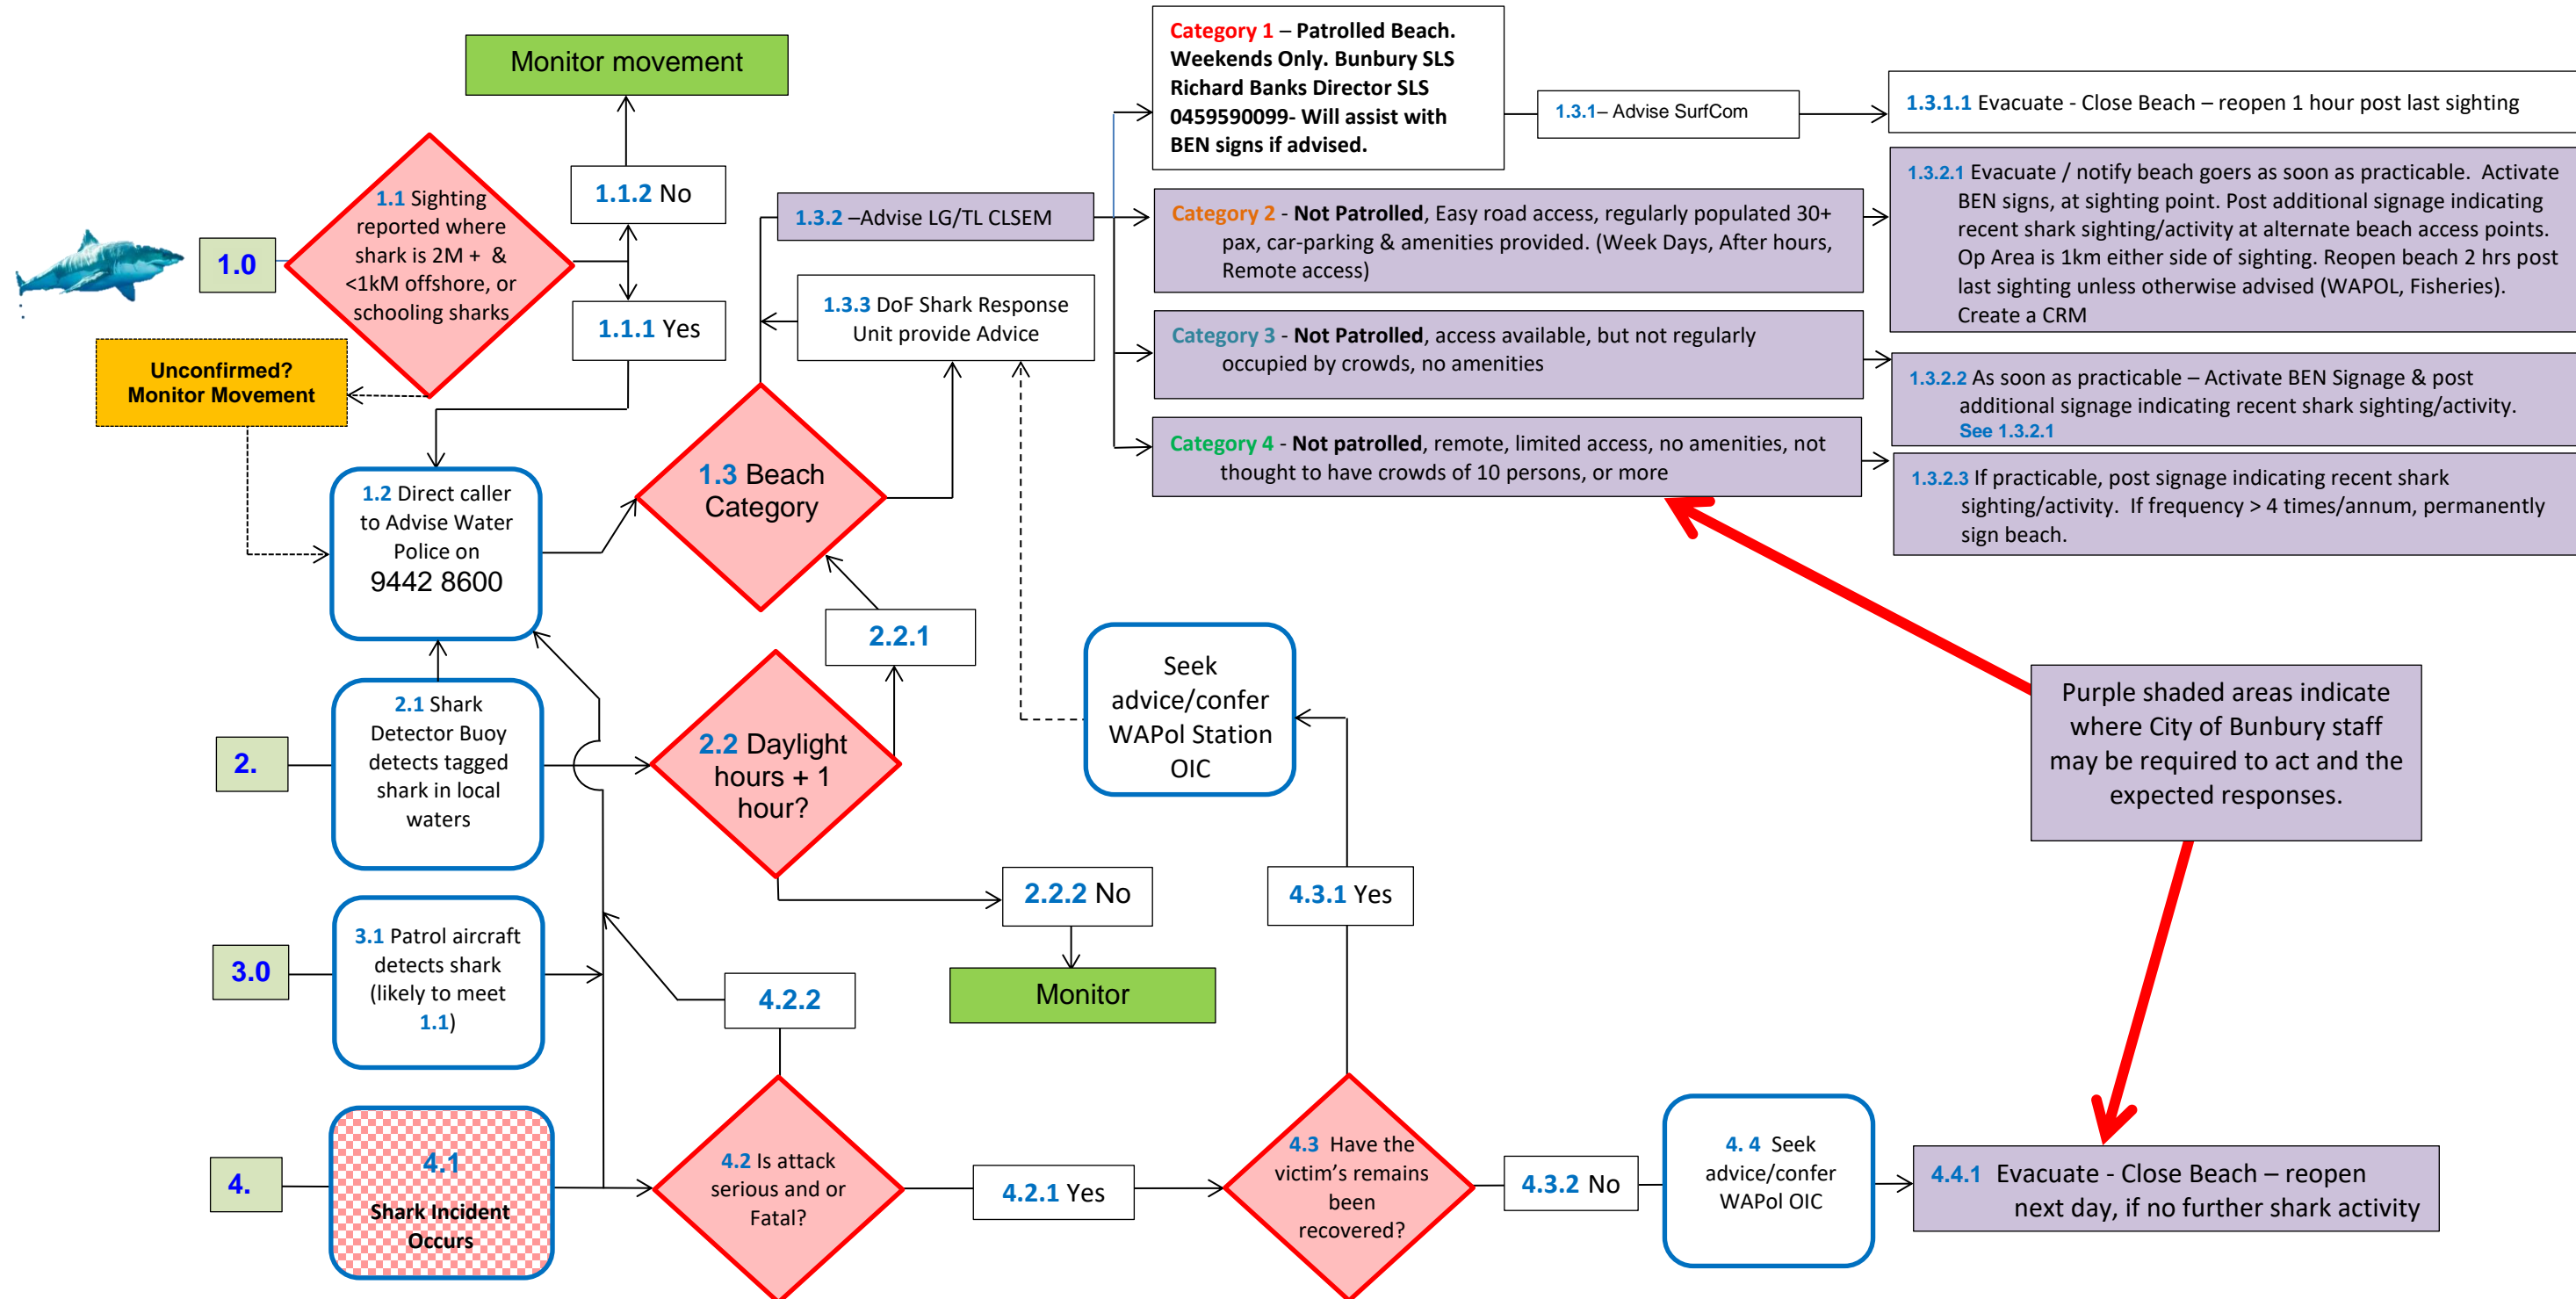 Monitor movement
Category 1 – Patrolled Beach.
Weekends Only. Bunbury SLS
Richard Banks Director SLS
0459590099- Will assist with
BEN signs if advised.
1.3.1– Advise SurfCom
1.3.1.1 Evacuate - Close Beach – reopen 1 hour post last sighting
1.0
1.1 Sighting
reported where
shark is 2M + &
<1kM offshore, or
schooling sharks
1.1.2 No
1.1.1 Yes
1.3.2 –Advise LG/TL CLSEM
Category 2 - Not Patrolled, Easy road access, regularly populated 30+
pax, car-parking & amenities provided. (Week Days, After hours,
Remote access)
1.3.2.1 Evacuate / notify beach goers as soon as practicable. Activate
BEN signs, at sighting point. Post additional signage indicating
recent shark sighting/activity at alternate beach access points.
Op Area is 1km either side of sighting. Reopen beach 2 hrs post
last sighting unless otherwise advised (WAPOL, Fisheries).
Create a CRM
1.3.3 DoF Shark Response
Unit provide Advice
Category 3 - Not Patrolled, access available, but not regularly
occupied by crowds, no amenities
1.3.2.2 As soon as practicable – Activate BEN Signage & post
additional signage indicating recent shark sighting/activity.
See 1.3.2.1
Unconfirmed?
Monitor Movement
Category 4 - Not patrolled, remote, limited access, no amenities, not
thought to have crowds of 10 persons, or more
1.3.2.3 If practicable, post signage indicating recent shark
sighting/activity. If frequency > 4 times/annum, permanently
sign beach.
1.2 Direct caller
to Advise Water
Police on
9442 8600
1.3 Beach
Category
2.2.1
2.
2.1 Shark
Detector Buoy
detects tagged
shark in local
waters
2.2 Daylight
hours + 1
hour?
Seek
advice/confer
WAPol Station
OIC
Purple shaded areas indicate
where City of Bunbury staff
may be required to act and the
expected responses.
2.2.2 No
4.3.1 Yes
3.0
3.1 Patrol aircraft
detects shark
(likely to meet
1.1)
4.2.2
Monitor
4.
4.1
Shark Incident
Occurs
4.2 Is attack
serious and or
Fatal?
4.2.1 Yes
4.3 Have the
victim's remains
been
recovered?
4.3.2 No
4. 4 Seek
advice/confer
WAPol OIC
4.4.1 Evacuate - Close Beach – reopen
next day, if no further shark activity